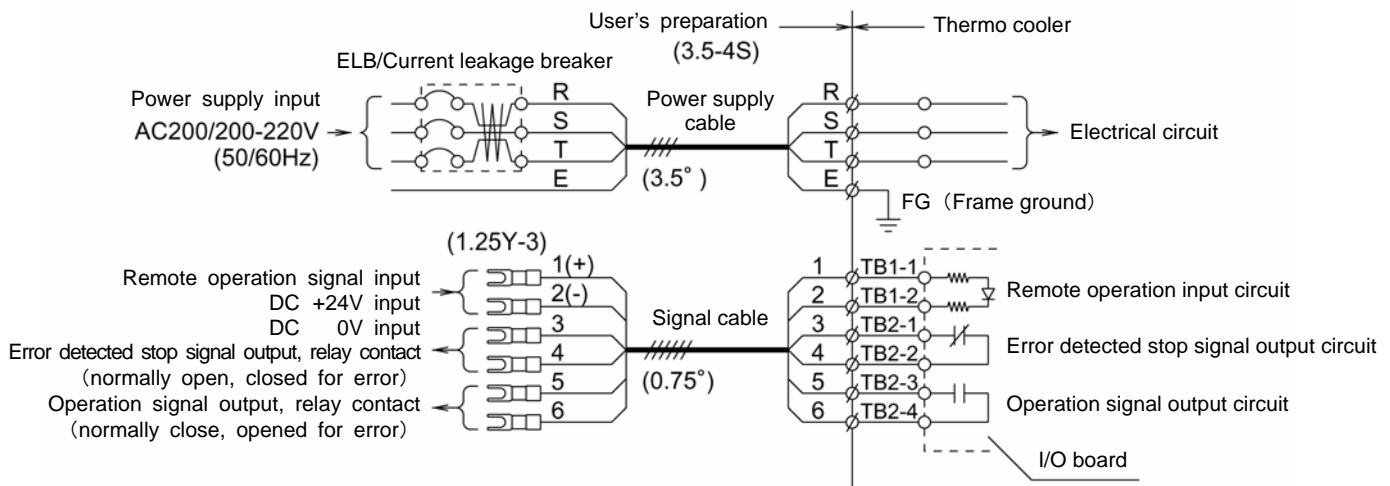 User's preparation
Thermo cooler
(3.5-4S)
ELB/Current leakage breaker
Power supply input
AC200/200-220V
(50/60Hz)
R
S
T
E
Power supply
cable
(3.5°)
R
S
T
E
Electrical circuit
FG（Frame ground）
(1.25Y-3)
Remote operation signal input
DC +24V input
DC 0V input
Error detected stop signal output, relay contact
（normally open, closed for error）
Operation signal output, relay contact
（normally close, opened for error）
1(+)
2(-)
3
4
5
6
Signal cable
(0.75°)
1 TB1-1
2 TB1-2
3 TB2-1
4 TB2-2
5 TB2-3
6 TB2-4
Remote operation input circuit
Error detected stop signal output circuit
Operation signal output circuit
I/O board